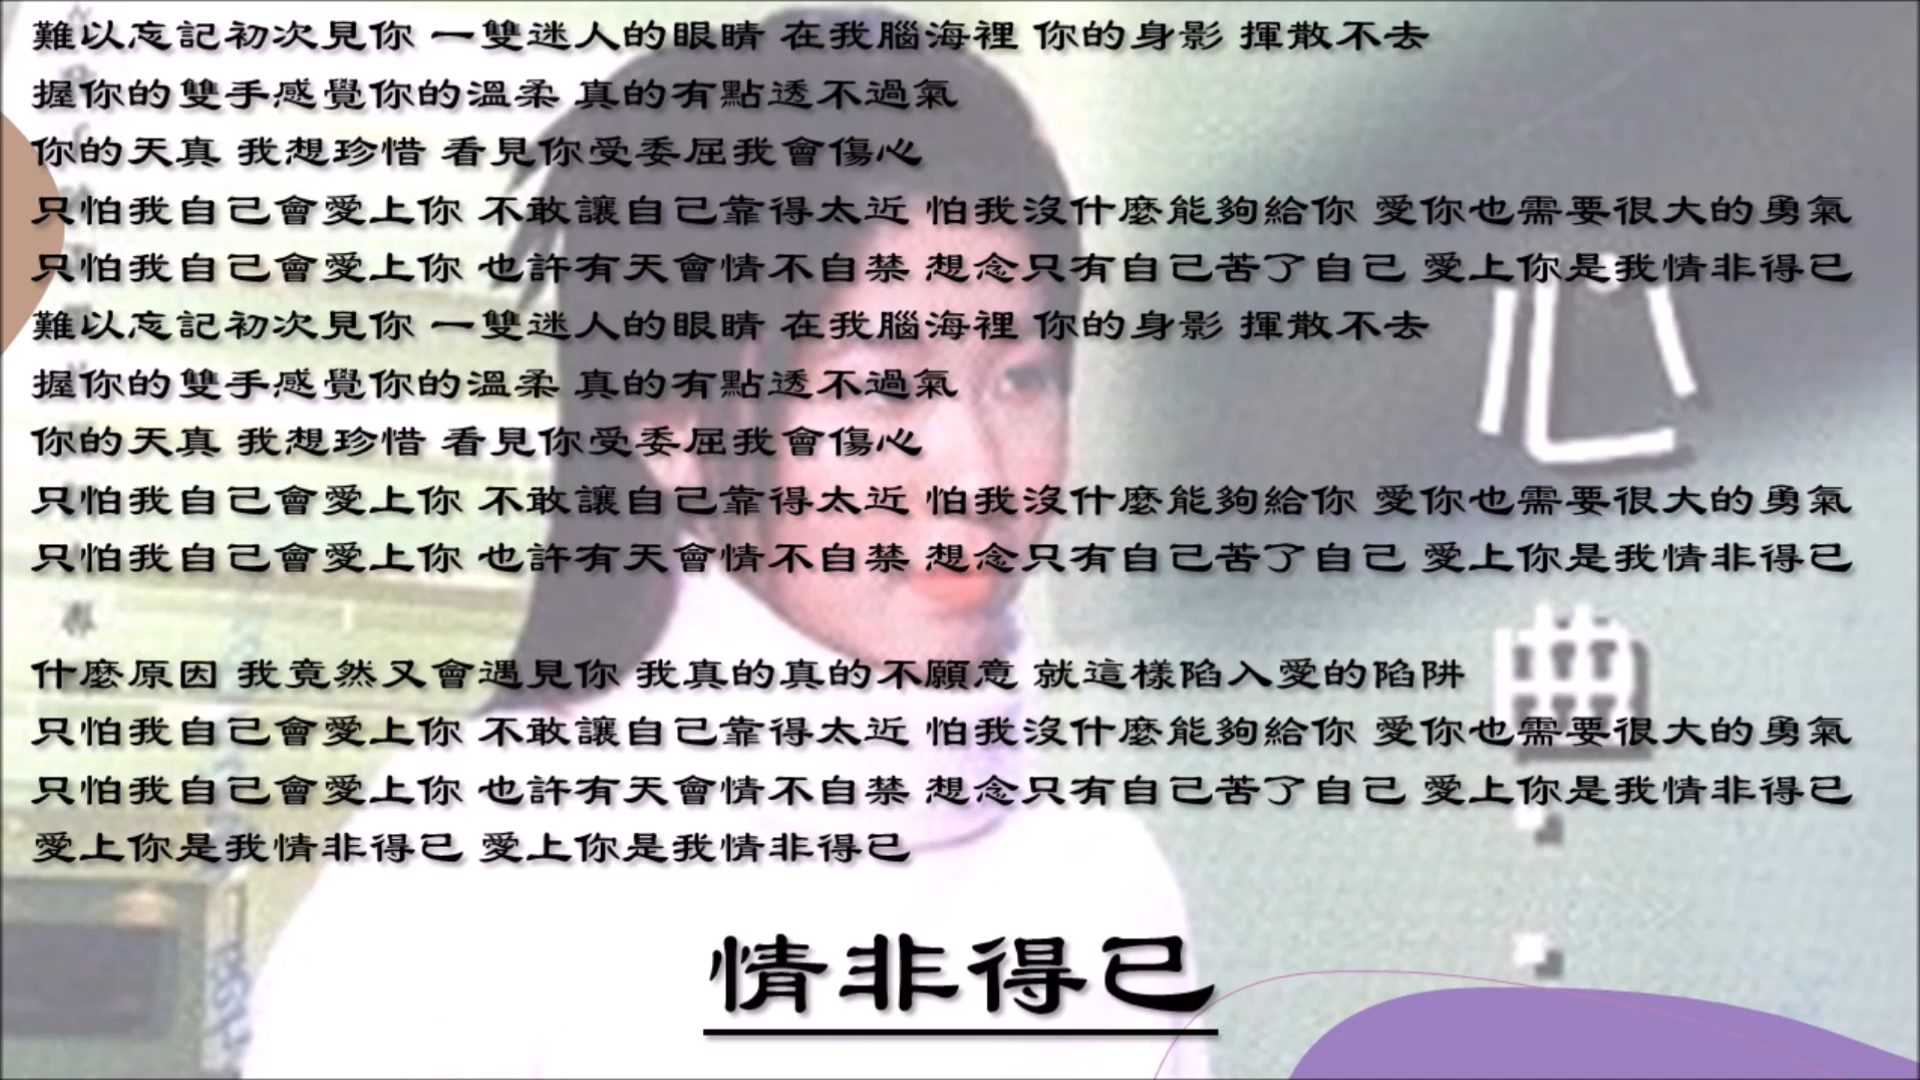 難以忘記初次見你 一雙迷人的眼睛 在我腦海裡 你的身影 揮散不去
握你的雙手感覺你的溫柔 真的有點透不過氣
你的天真 我想珍惜 看見你受委屈我會傷心
只怕我自己會愛上你 不敢讓自己靠得太近 怕我沒什麼能夠給你 愛你也需要很大的勇氣
只怕我自己會愛上你 也許有天會情不自禁 想念只有自己苦了自己 愛上你是我情非得已
難以忘記初次見你 一雙迷人的眼睛 在我腦海裡 你的身影 揮散不去
握你的雙手感覺你的溫柔 真的有點透不過氣
你的天真 我想珍惜 看見你受委屈我會傷心
只怕我自己會愛上你 不敢讓自己靠得太近 怕我沒什麼能夠給你 愛你也需要很大的勇氣
只怕我自己會愛上你 也許有天會情不自禁 想念只有自己苦了自己 愛上你是我情非得已
什麼原因 我竟然又會遇見你 我真的真的不願意 就這樣陷入愛的陷阱
只怕我自己會愛上你 不敢讓自己靠得太近 怕我沒什麼能夠給你 愛你也需要很大的勇氣
只怕我自己會愛上你 也許有天會情不自禁 想念只有自己苦了自己 愛上你是我情非得已
愛上你是我情非得已 愛上你是我情非得已
情非得已
心
曲